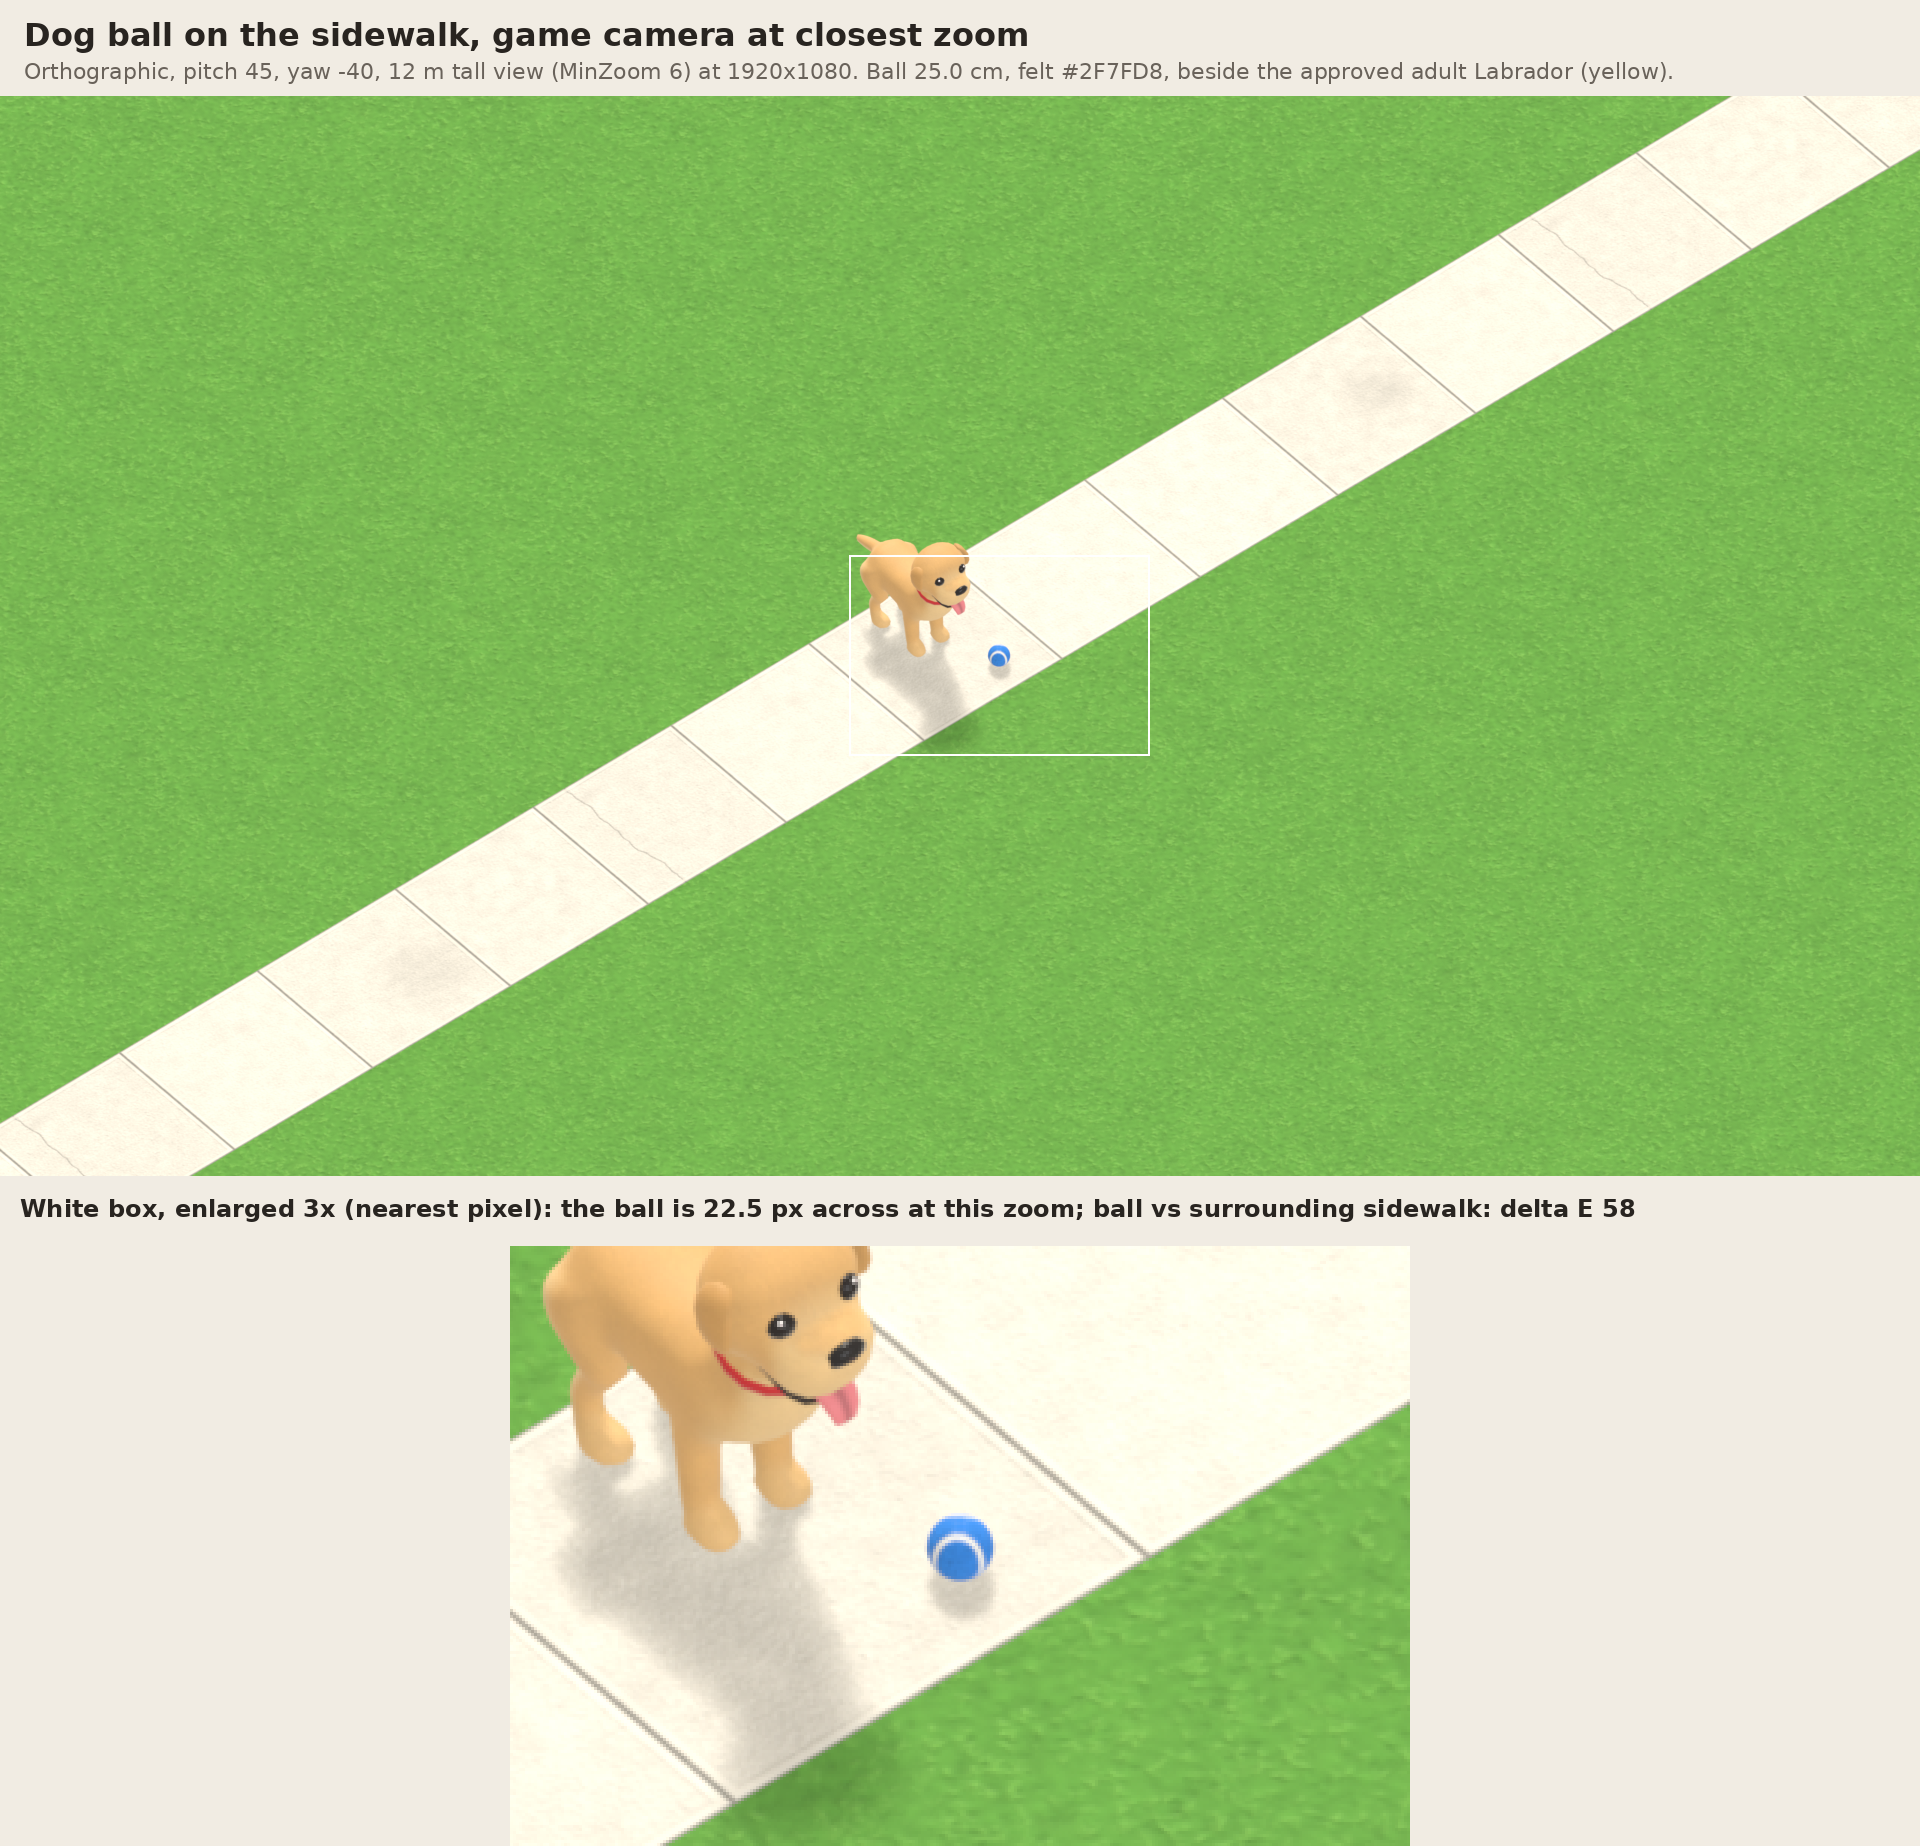 Dog ball on the sidewalk, game camera at closest zoom
Orthographic, pitch 45, yaw -40, 12 m tall view (MinZoom 6) at 1920x1080. Ball 25.0 cm, felt #2F7FD8, beside the approved adult Labrador (yellow).
White box, enlarged 3x (nearest pixel): the ball is 22.5 px across at this zoom; ball vs surrounding sidewalk: delta E 58